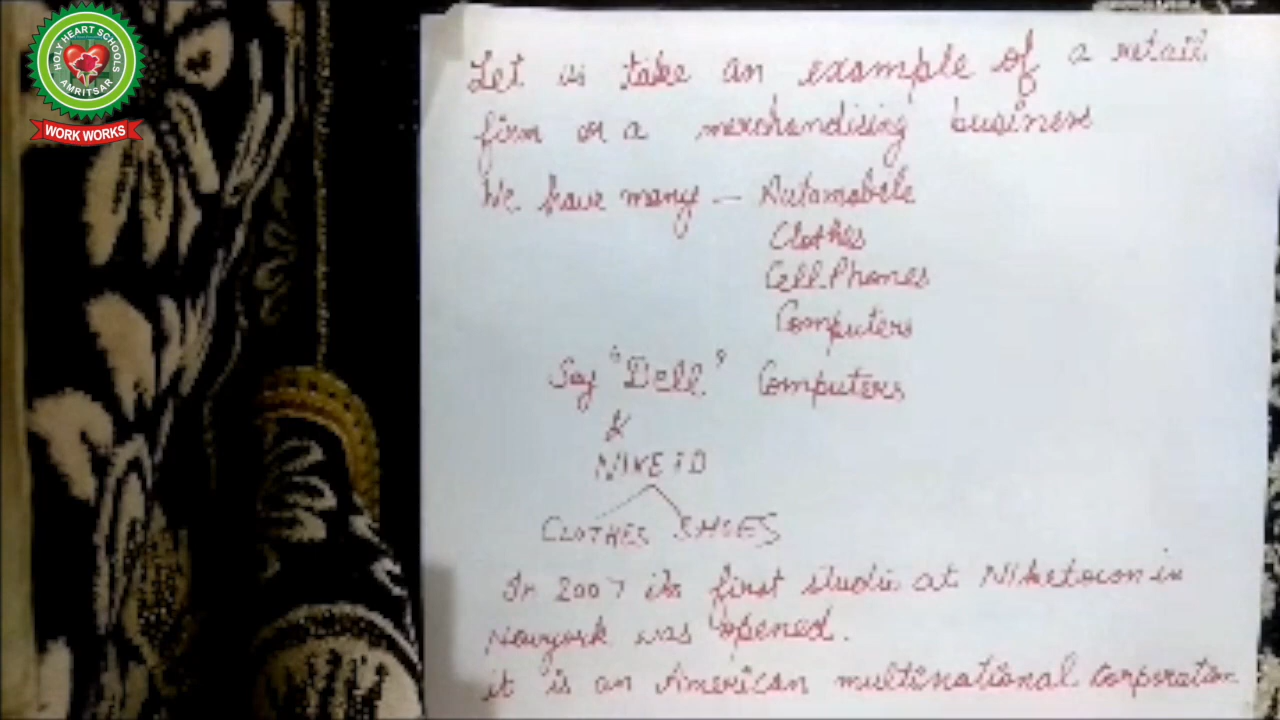 HOLY HEART SCHOOLS
AMRITSAR
WORK WORKS
Let us take an example of a retail
firm or a merchandising business
We have many - Automobile
Clothes
Cell.Phones
Computers
Say "Dell" Computers
&
NIKE iD
CLOTHES SHOES
In 2007 its first studio at Niketown in
Newyork was opened.
it is an American multinational corporation